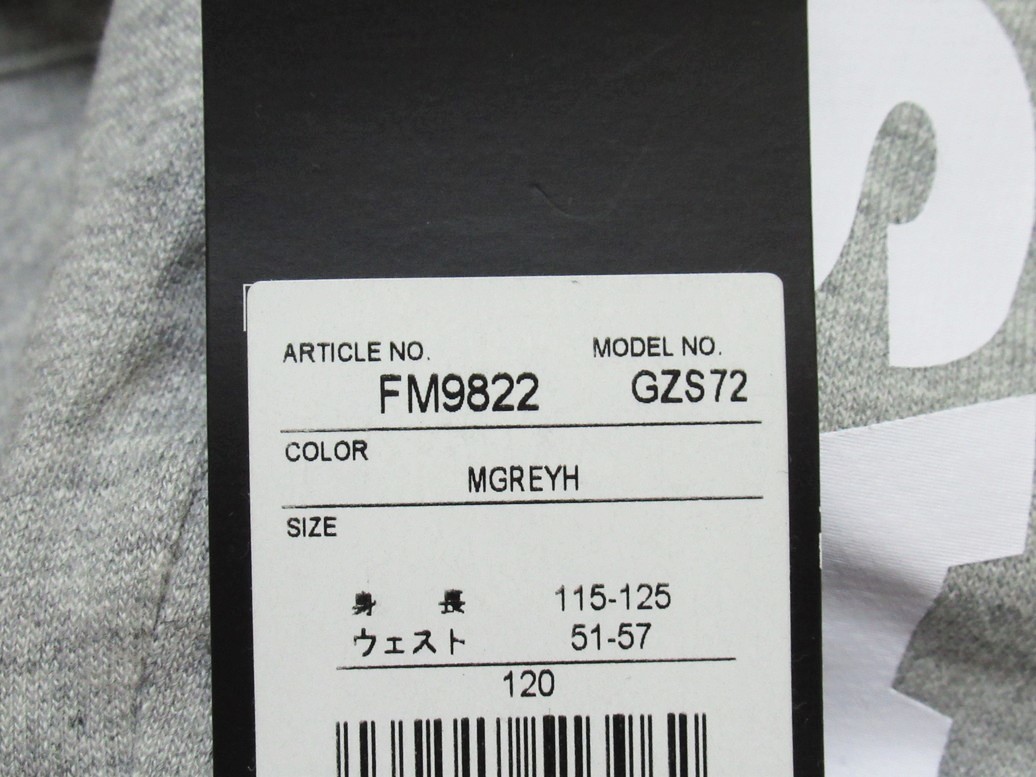 ARTICLE NO. MODEL NO.
FM9822 GZS72
COLOR
MGREYH
SIZE
身 長 115-125
ウェスト 51-57
120